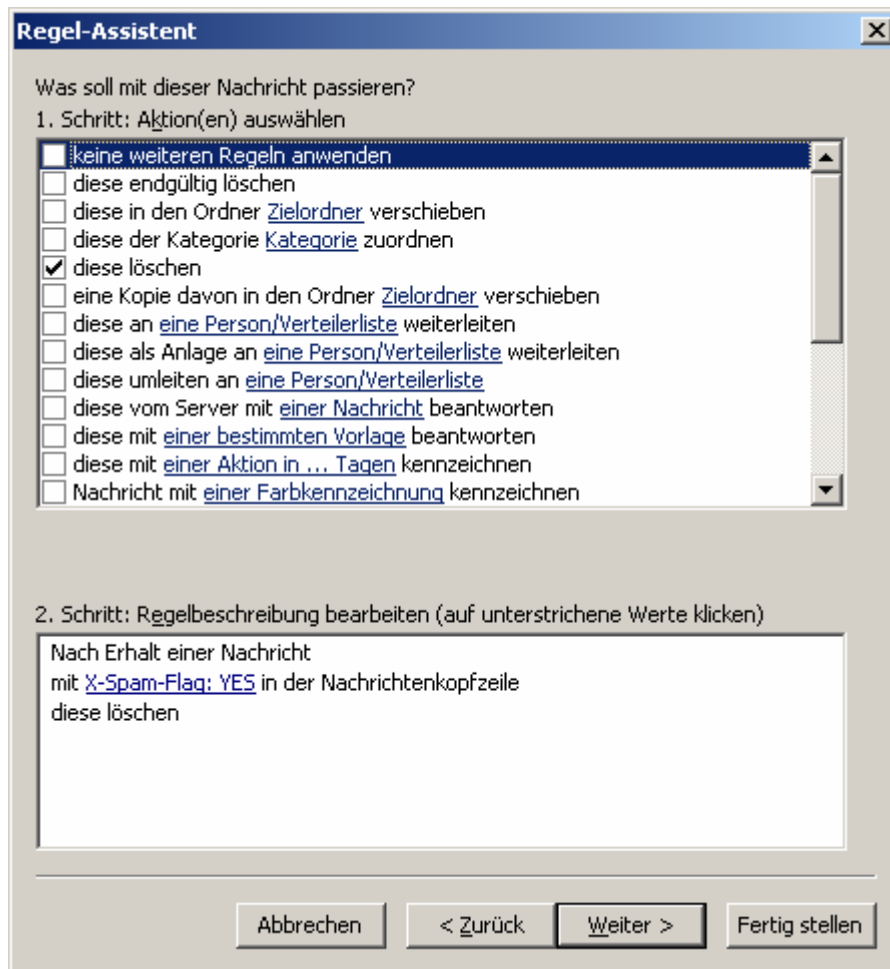 Regel-Assistent
Was soll mit dieser Nachricht passieren?
1. Schritt: Aktion(en) auswählen
keine weiteren Regeln anwenden
diese endgültig löschen
diese in den Ordner Zielordner verschieben
diese der Kategorie Kategorie zuordnen
diese löschen
eine Kopie davon in den Ordner Zielordner verschieben
diese an eine Person/Verteilerliste weiterleiten
diese als Anlage an eine Person/Verteilerliste weiterleiten
diese umleiten an eine Person/Verteilerliste
diese vom Server mit einer Nachricht beantworten
diese mit einer bestimmten Vorlage beantworten
diese mit einer Aktion in ... Tagen kennzeichnen
Nachricht mit einer Farbkennzeichnung kennzeichnen
2. Schritt: Regelbeschreibung bearbeiten (auf unterstrichene Werte klicken)
Nach Erhalt einer Nachricht
mit X-Spam-Flag: YES in der Nachrichtenkopfzeile
diese löschen
Abbrechen < Zurück Weiter > Fertig stellen